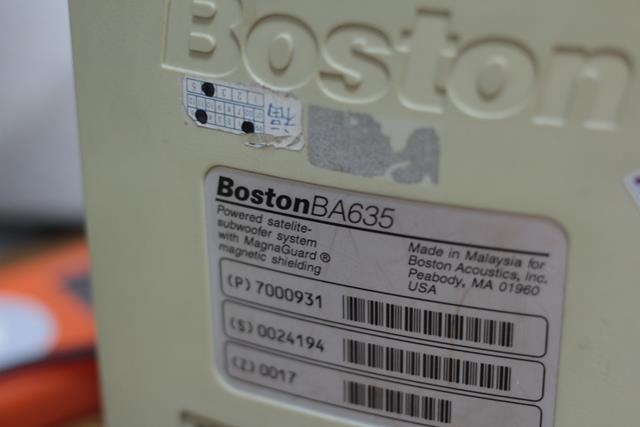 Boston
BostonBA635
Powered satelite-
subwoofer system
with MagnaGuard®
magnetic shielding
Made in Malaysia for
Boston Acoustics, Inc.
Peabody, MA 01960
USA
(P) 7000931
(S) 0024194
(Z) 0017